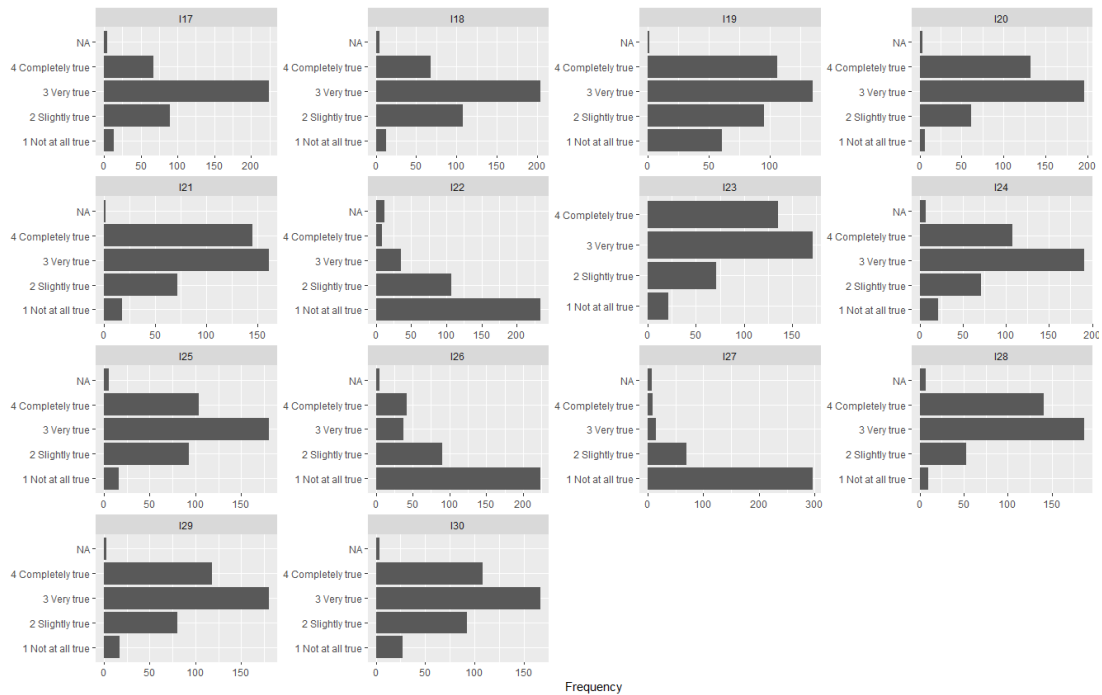 I17
NA
4 Completely true
3 Very true
2 Slightly true
1 Not at all true
0 50 100 150 200
I18
NA
4 Completely true
3 Very true
2 Slightly true
1 Not at all true
0 50 100 150 200
I19
NA
4 Completely true
3 Very true
2 Slightly true
1 Not at all true
0 50 100
I20
NA
4 Completely true
3 Very true
2 Slightly true
1 Not at all true
0 50 100 150 200
I21
NA
4 Completely true
3 Very true
2 Slightly true
1 Not at all true
0 50 100 150
I22
NA
4 Completely true
3 Very true
2 Slightly true
1 Not at all true
0 50 100 150 200
I23
4 Completely true
3 Very true
2 Slightly true
1 Not at all true
0 50 100 150
I24
NA
4 Completely true
3 Very true
2 Slightly true
1 Not at all true
0 50 100 150 200
I25
NA
4 Completely true
3 Very true
2 Slightly true
1 Not at all true
0 50 100 150
I26
NA
4 Completely true
3 Very true
2 Slightly true
1 Not at all true
0 50 100 150 200
I27
NA
4 Completely true
3 Very true
2 Slightly true
1 Not at all true
0 100 200 300
I28
NA
4 Completely true
3 Very true
2 Slightly true
1 Not at all true
0 50 100 150
I29
NA
4 Completely true
3 Very true
2 Slightly true
1 Not at all true
0 50 100 150
I30
NA
4 Completely true
3 Very true
2 Slightly true
1 Not at all true
0 50 100 150
Frequency